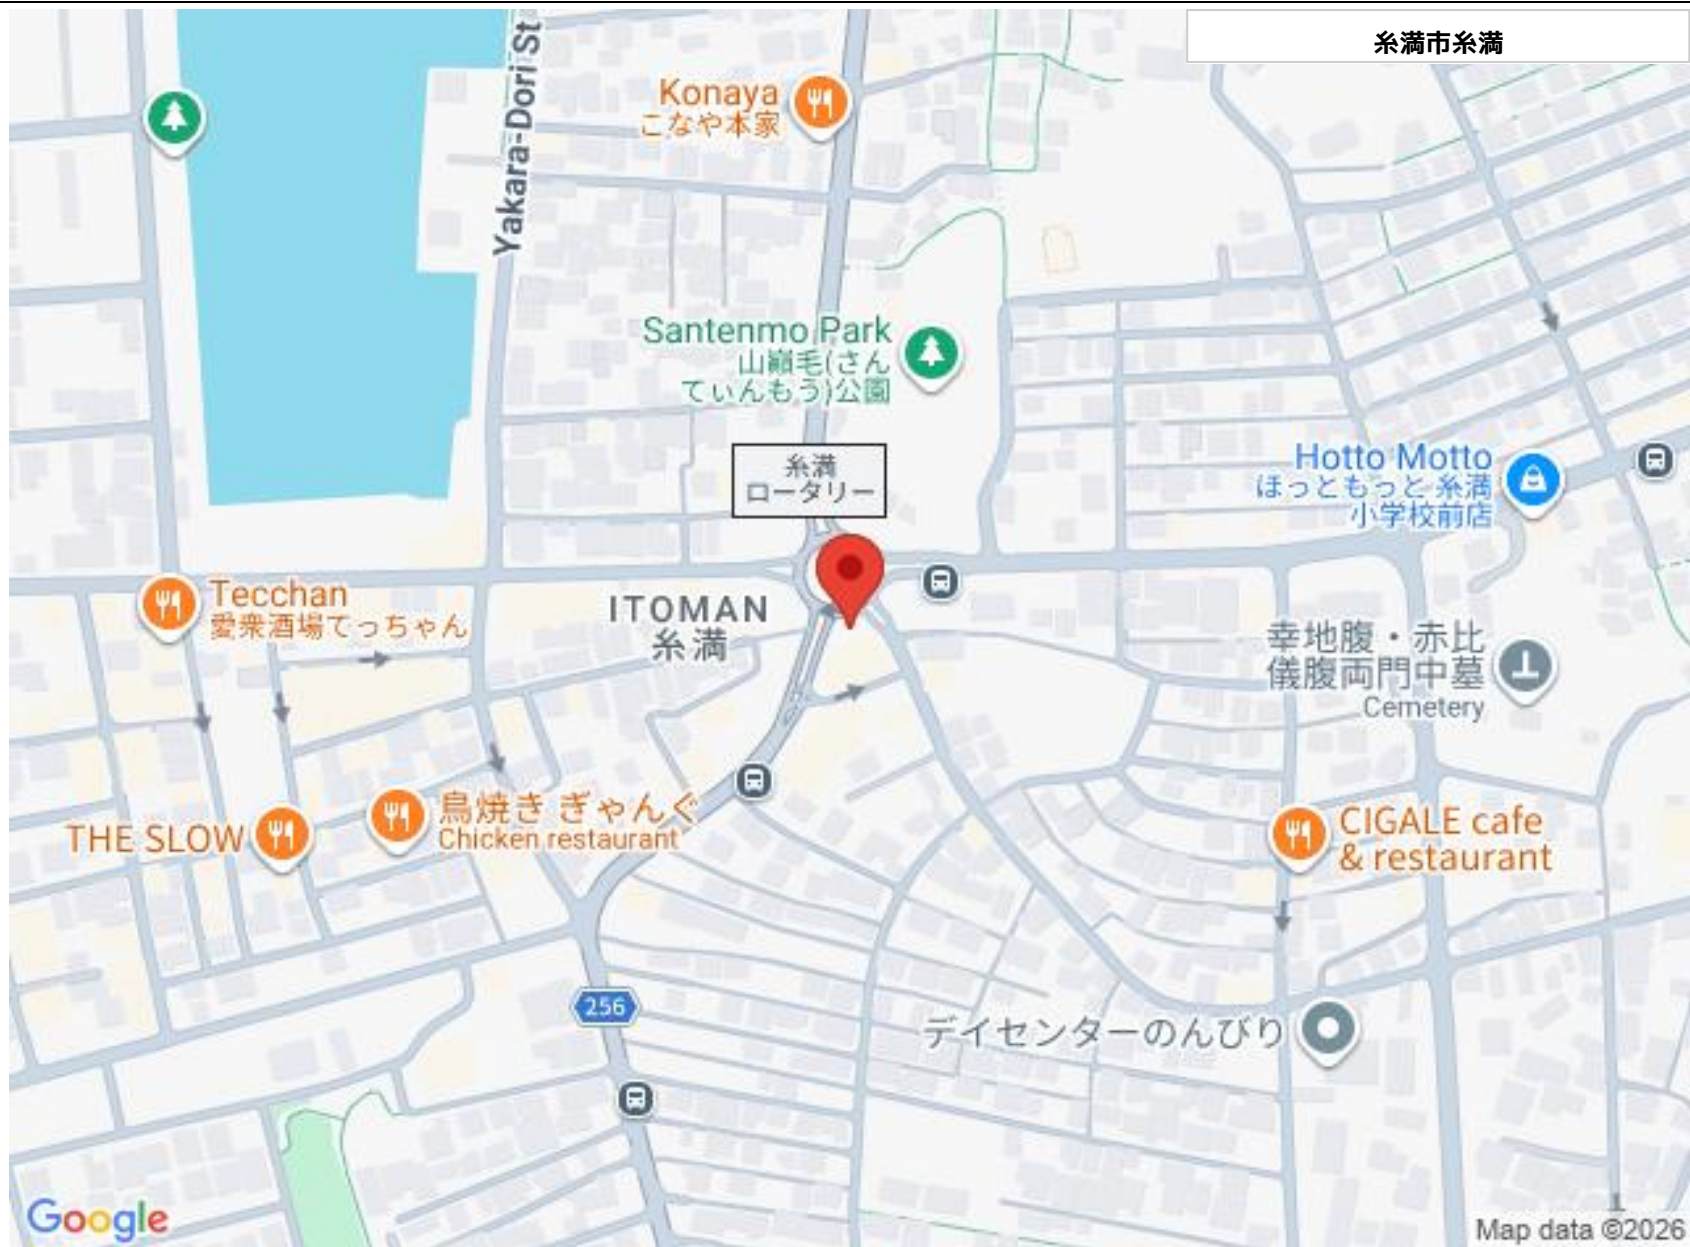 糸満市糸満
Yakara-Dori St
Konaya
こなや本家
Santenmo Park
山巓毛(さん
てぃんもう)公園
糸満
ロータリー
Hotto Motto
ほっともっと 糸満
小学校前店
Tecchan
愛衆酒場てっちゃん
ITOMAN
糸満
幸地腹・赤比
儀腹両門中墓
Cemetery
THE SLOW
鳥焼き ぎゃんぐ
Chicken restaurant
CIGALE cafe
& restaurant
256
デイセンターのんびり
Google
Map data ©2026